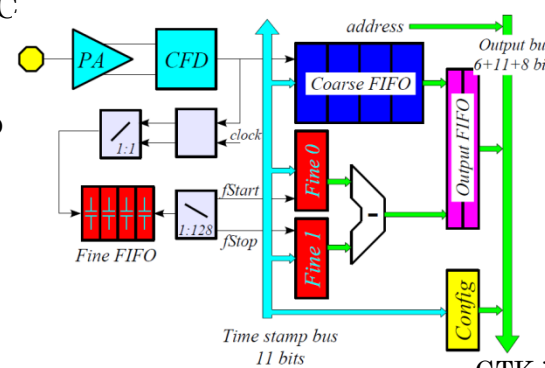 C
address
Output bu
6+11+8 bi
PA
CFD
Coarse FIFO
clock
1:1
Output FIFO
Fine 0
fStart
1:128
fStop
Fine FIFO
Fine 1
Config
Time stamp bus
11 bits